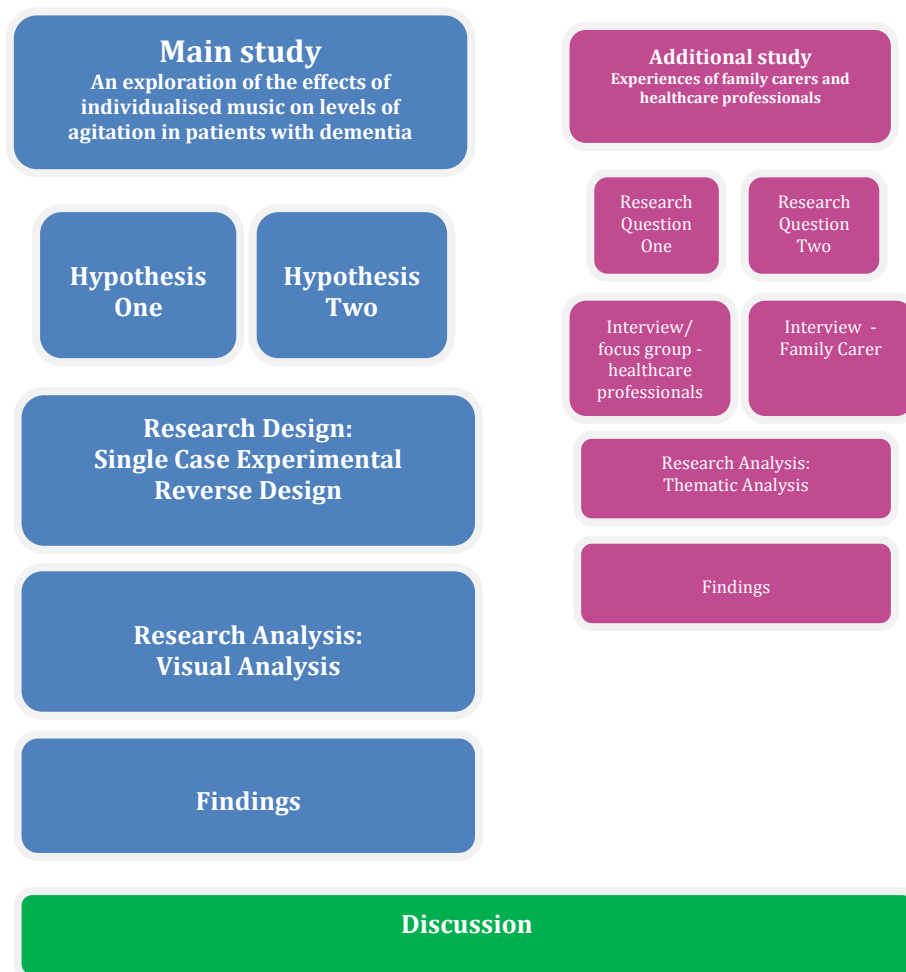 Main study
An exploration of the effects of
individualised music on levels of
agitation in patients with dementia
Hypothesis
One
Hypothesis
Two
Research Design:
Single Case Experimental
Reverse Design
Research Analysis:
Visual Analysis
Findings
Additional study
Experiences of family carers and
healthcare professionals
Research
Question
One
Research
Question
Two
Interview/
focus group -
healthcare
professionals
Interview -
Family Carer
Research Analysis:
Thematic Analysis
Findings
Discussion